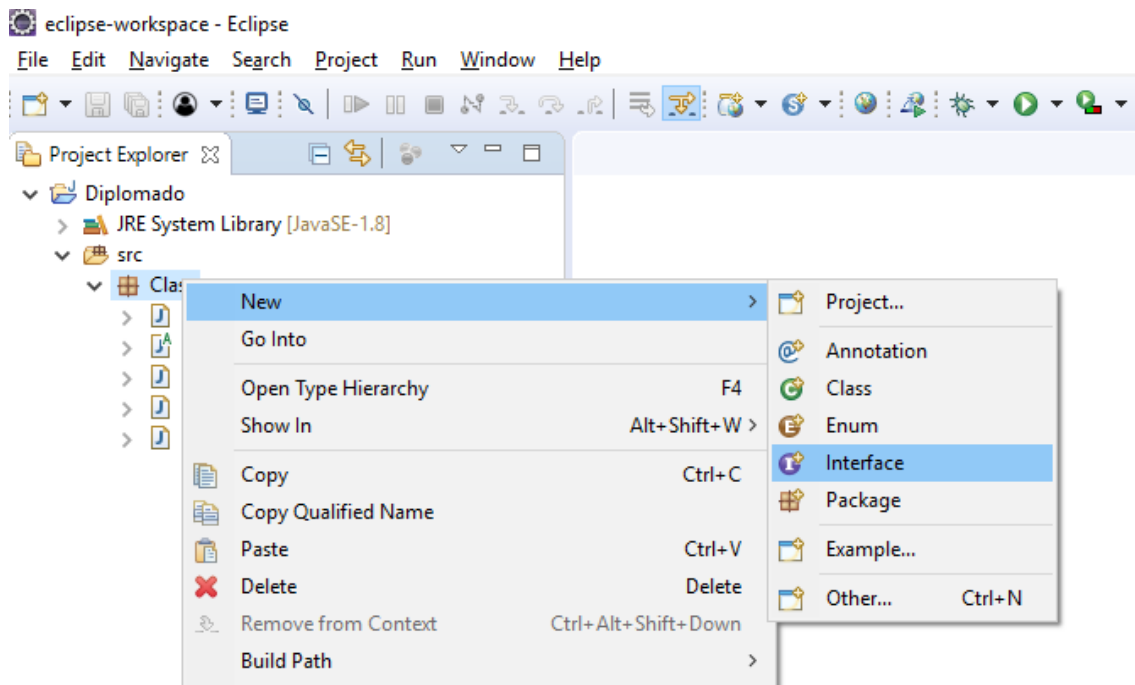 eclipse-workspace - Eclipse
File Edit Navigate Search Project Run Window Help
Project Explorer
Diplomado
JRE System Library [JavaSE-1.8]
src
New
Go Into
Open Type Hierarchy F4
Show In Alt+Shift+W >
Copy Ctrl+C
Copy Qualified Name
Paste Ctrl+V
Delete Delete
Remove from Context Ctrl+Alt+Shift+Down
Build Path
Project...
Annotation
Class
Enum
Interface
Package
Example...
Other... Ctrl+N